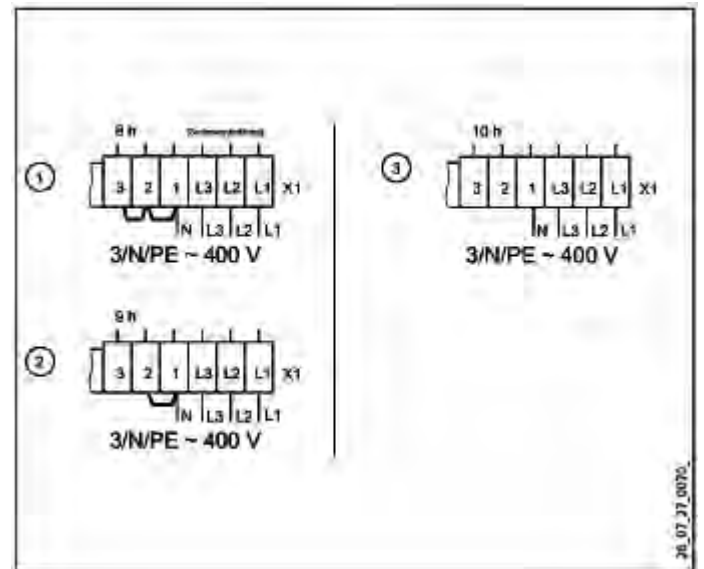 8 h
1
3 2 1 L3 L2 L1 X1
N L3 L2 L1
3/N/PE ~ 400 V
9 h
2
3 2 1 L3 L2 L1 X1
N L3 L2 L1
3/N/PE ~ 400 V
10 h
3
3 2 1 L3 L2 L1 X1
N L3 L2 L1
3/N/PE ~ 400 V
26_07_27_0070_